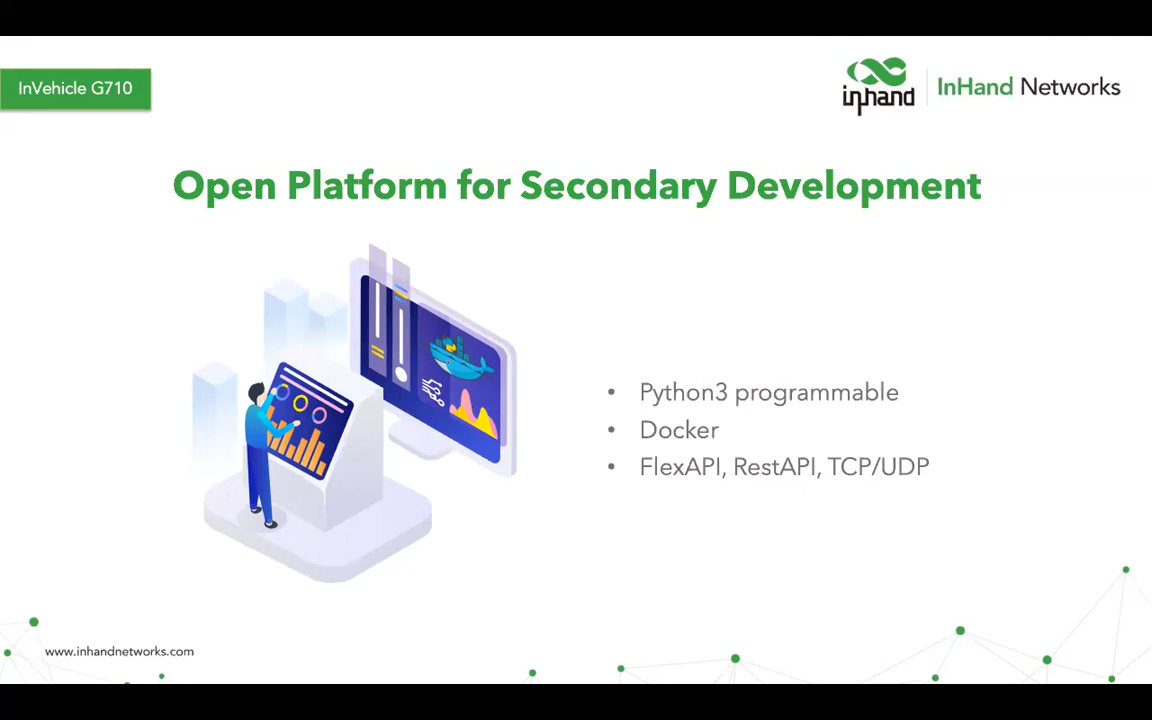 InVehicle G710
inhand
InHand Networks
Open Platform for Secondary Development
• Python3 programmable
• Docker
• FlexAPI, RestAPI, TCP/UDP
www.inhandnetworks.com